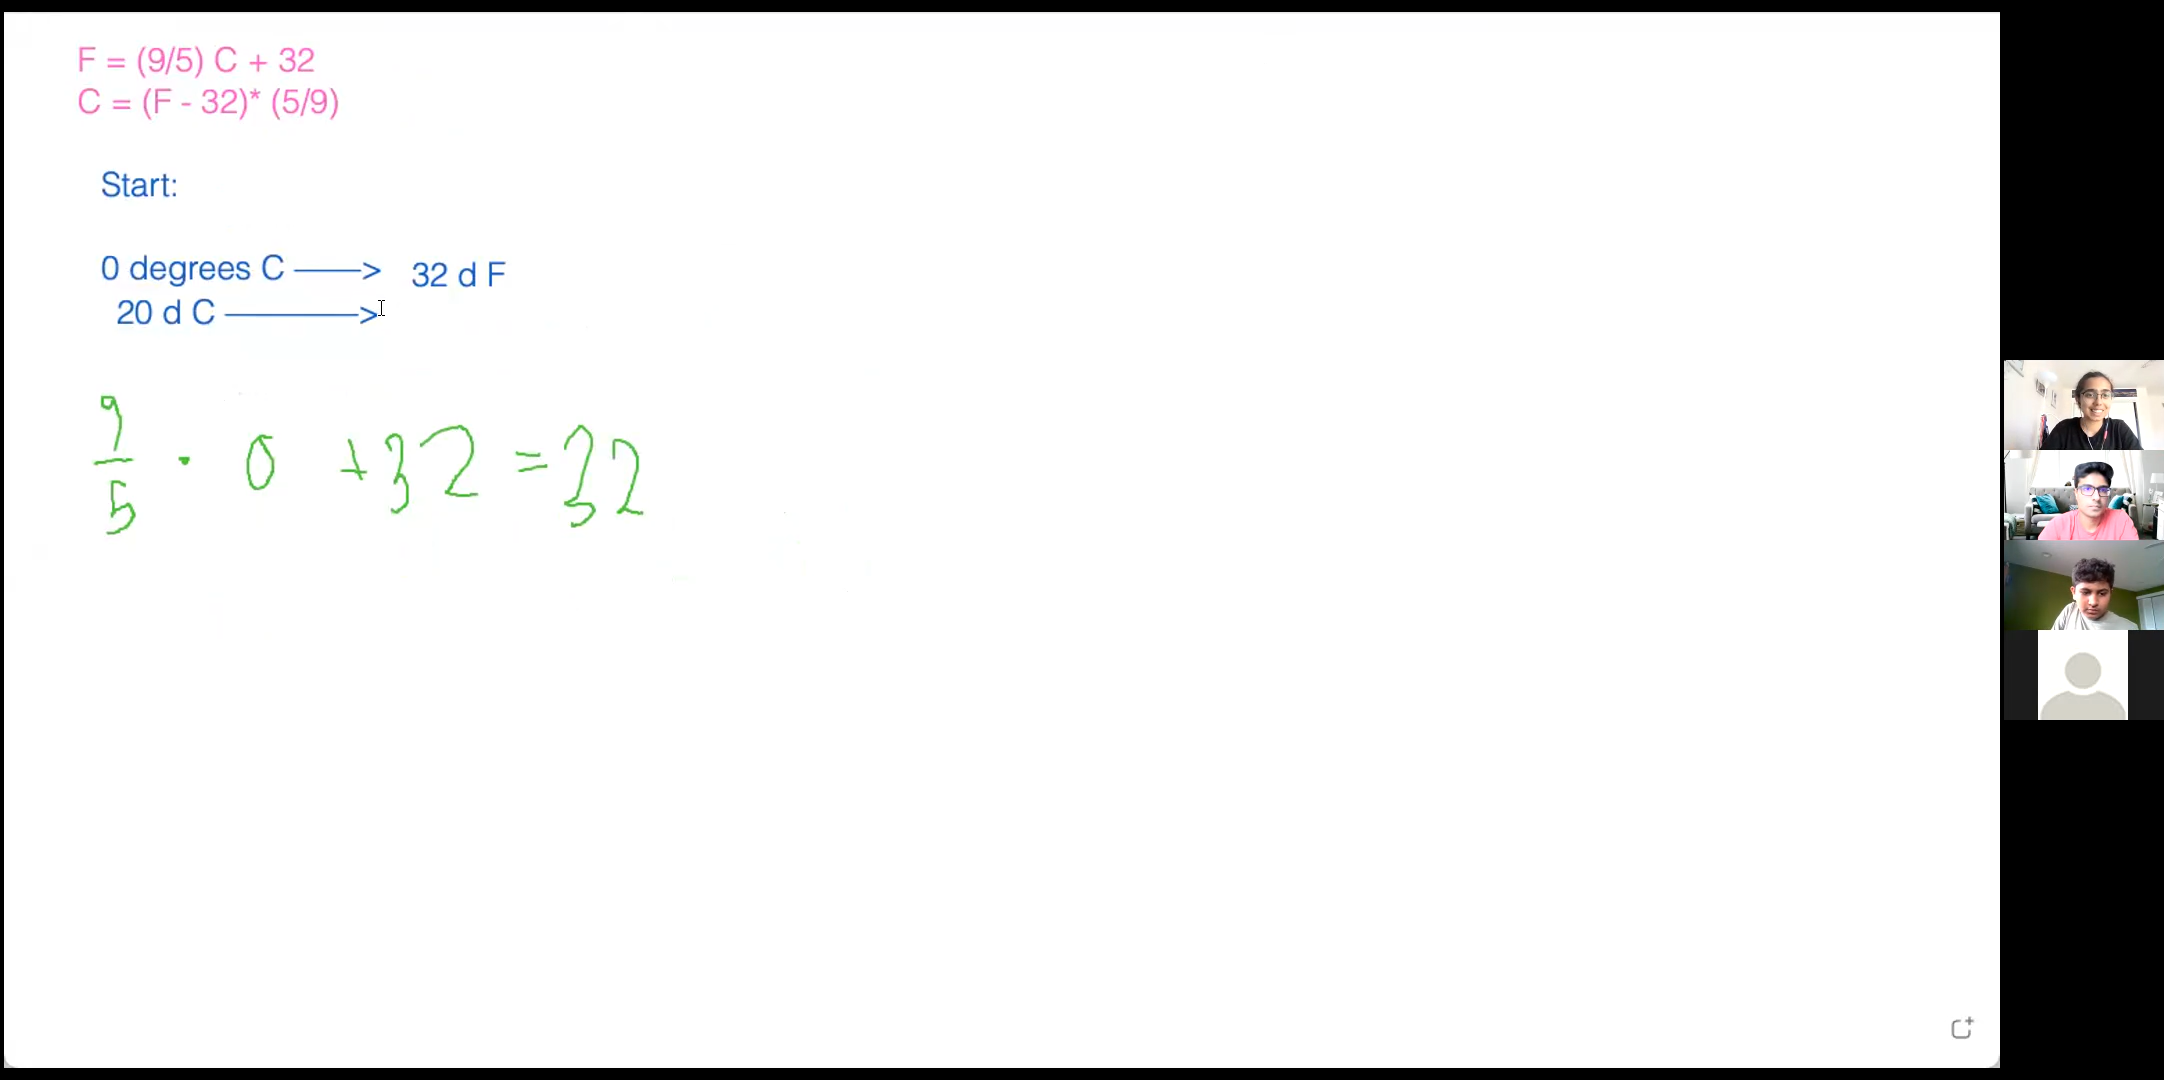 F = (9/5) C + 32
C = (F - 32)* (5/9)
Start:
0 degrees C ——> 32 d F
20 d C ————>
9/5 · 0 + 32 = 32